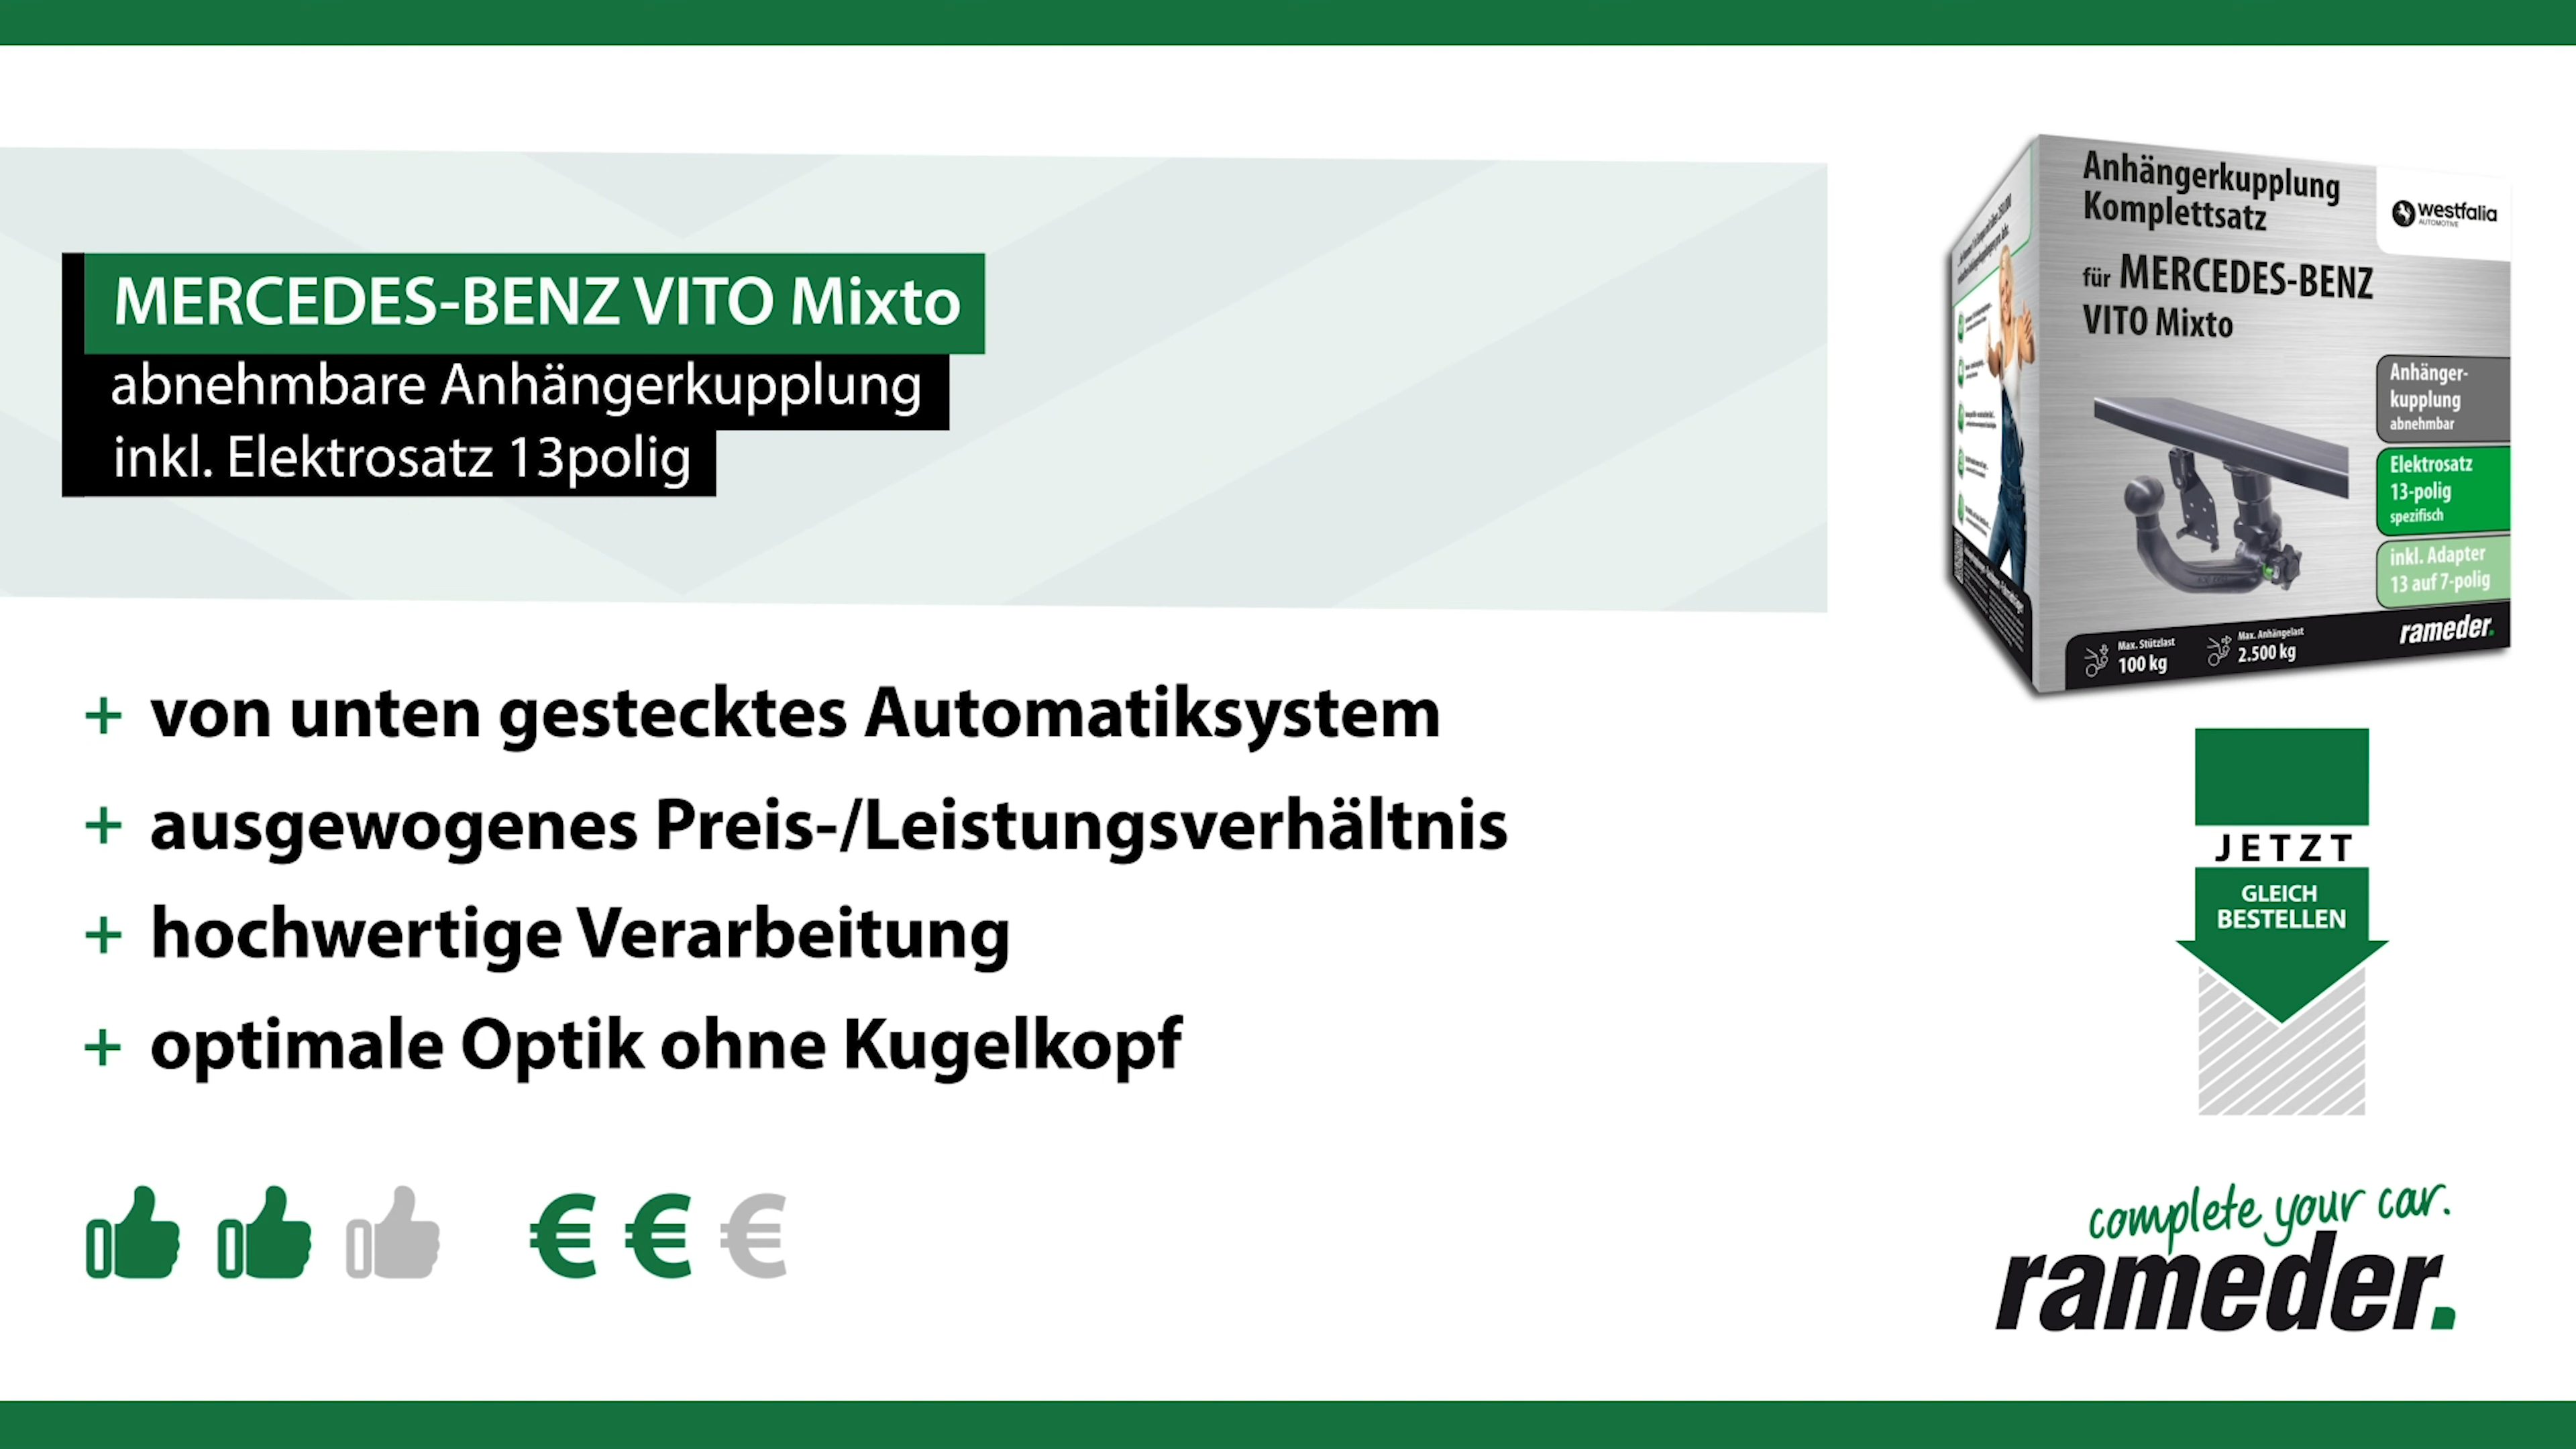 MERCEDES-BENZ VITO Mixto
abnehmbare Anhängerkupplung
inkl. Elektrosatz 13polig
+ von unten gestecktes Automatiksystem
+ ausgewogenes Preis-/Leistungsverhältnis
+ hochwertige Verarbeitung
+ optimale Optik ohne Kugelkopf
€ € €
Anhängerkupplung
Komplettsatz
westfalia
AUTOMOTIVE
für MERCEDES-BENZ
VITO Mixto
Anhänger-
kupplung
abnehmbar
Elektrosatz
13-polig
spezifisch
inkl. Adapter
13 auf 7-polig
Max. Stützlast
100 kg
Max. Anhängelast
2.500 kg
rameder.
JETZT
GLEICH
BESTELLEN
complete your car.
rameder.